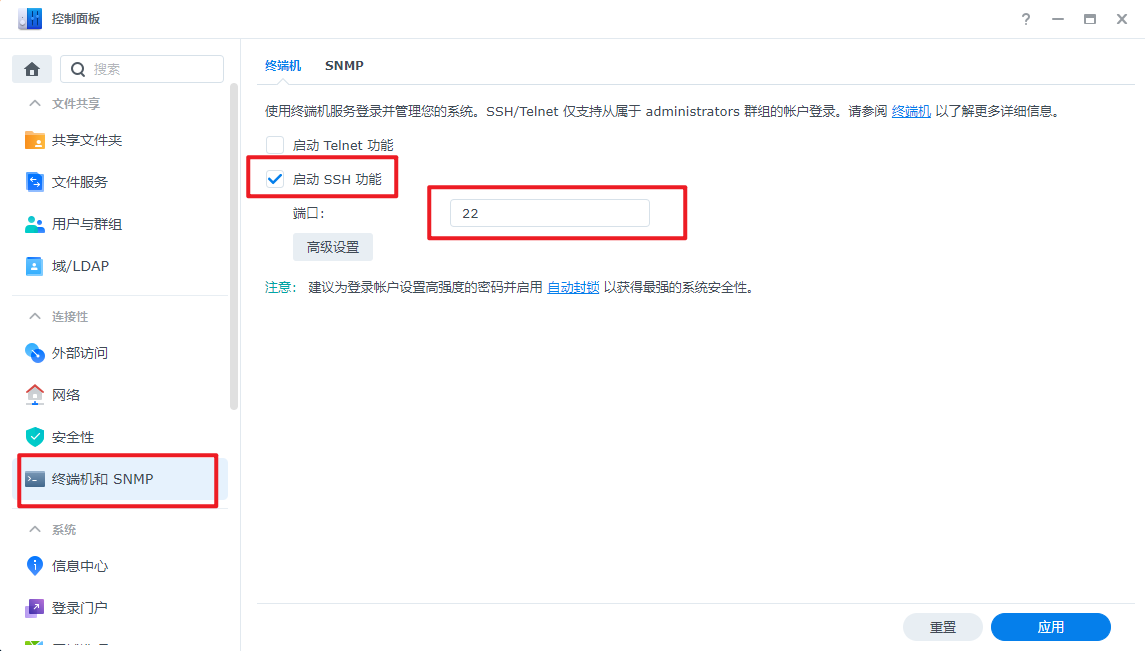 控制面板
搜索
文件共享
共享文件夹
文件服务
用户与群组
域/LDAP
连接性
外部访问
网络
安全性
终端机和 SNMP
系统
信息中心
登录门户
终端机 SNMP
使用终端机服务登录并管理您的系统。SSH/Telnet 仅支持从属于 administrators 群组的帐户登录。请参阅 终端机 以了解更多详细信息。
启动 Telnet 功能
启动 SSH 功能
端口: 22
高级设置
注意: 建议为登录帐户设置高强度的密码并启用 自动封锁 以获得最强的系统安全性。
重置 应用